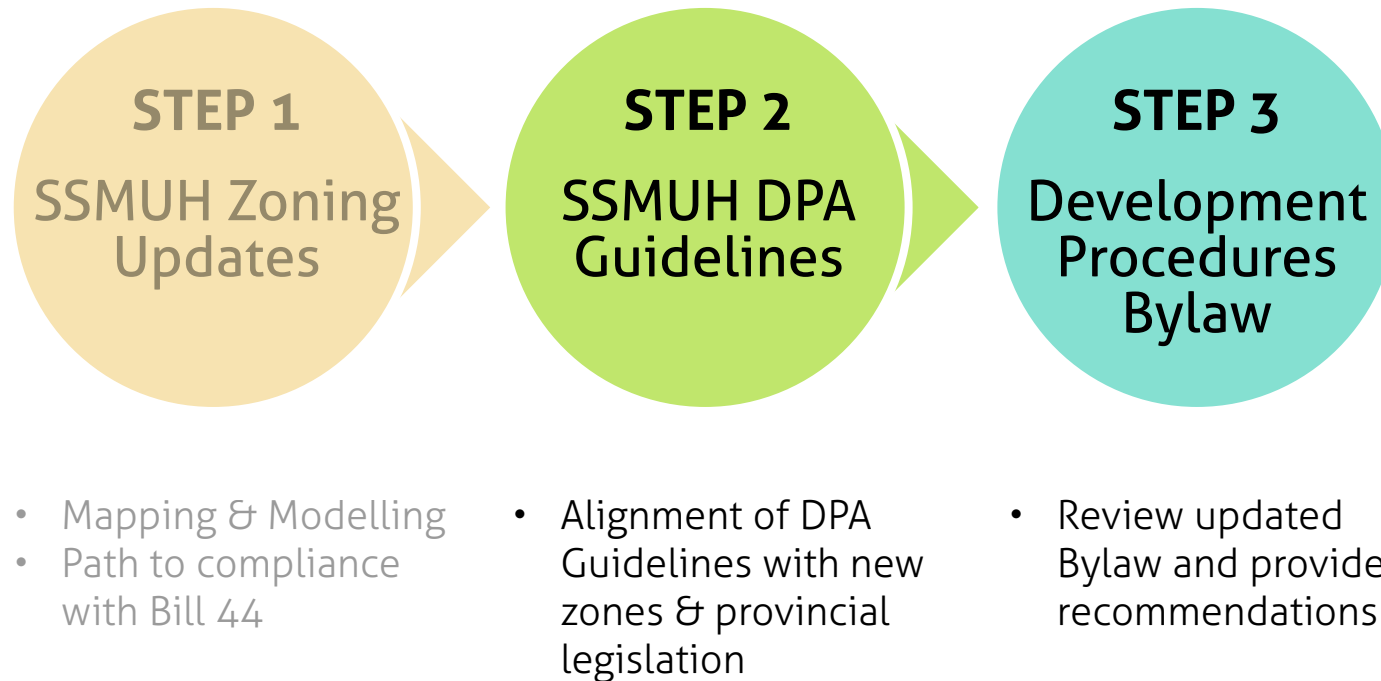 STEP 1
SSMUH Zoning
Updates
STEP 2
SSMUH DPA
Guidelines
STEP 3
Development
Procedures
Bylaw
• Mapping & Modelling
• Path to compliance
with Bill 44
• Alignment of DPA
Guidelines with new
zones & provincial
legislation
• Review updated
Bylaw and provide
recommendations